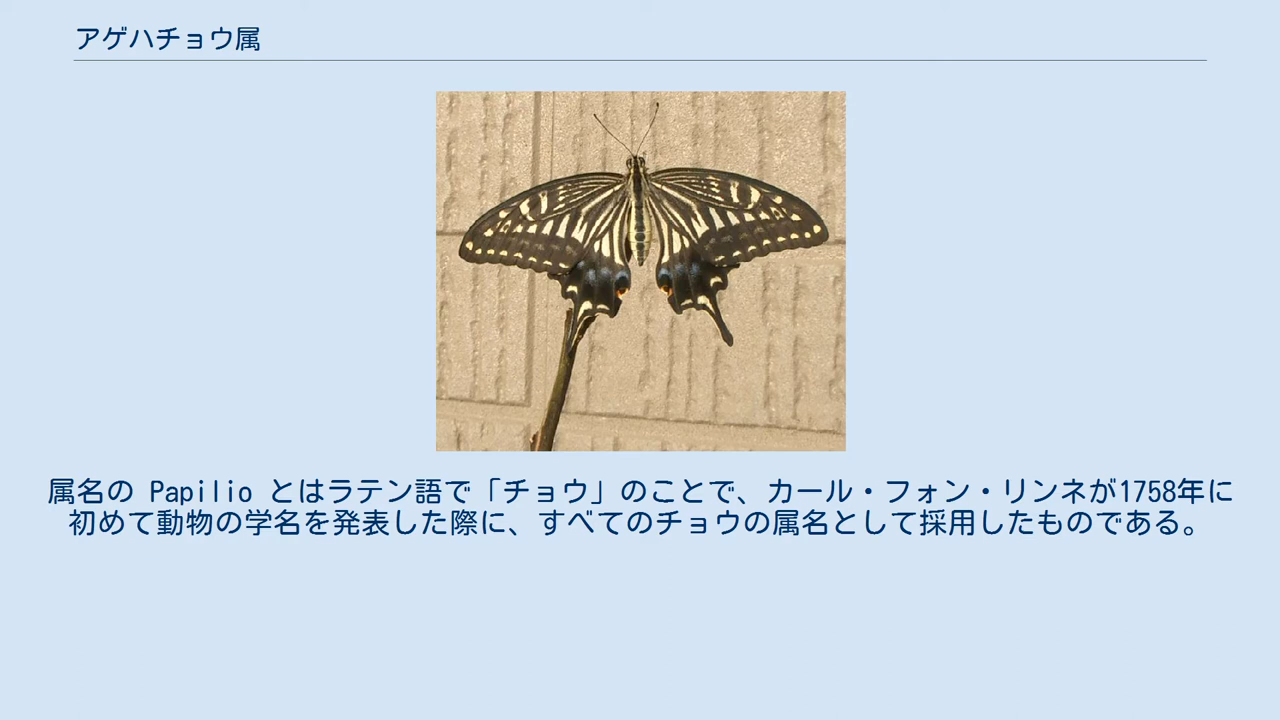 アゲハチョウ属
属名の Papilio とはラテン語で「チョウ」のことで、カール・フォン・リンネが1758年に
初めて動物の学名を発表した際に、すべてのチョウの属名として採用したものである。